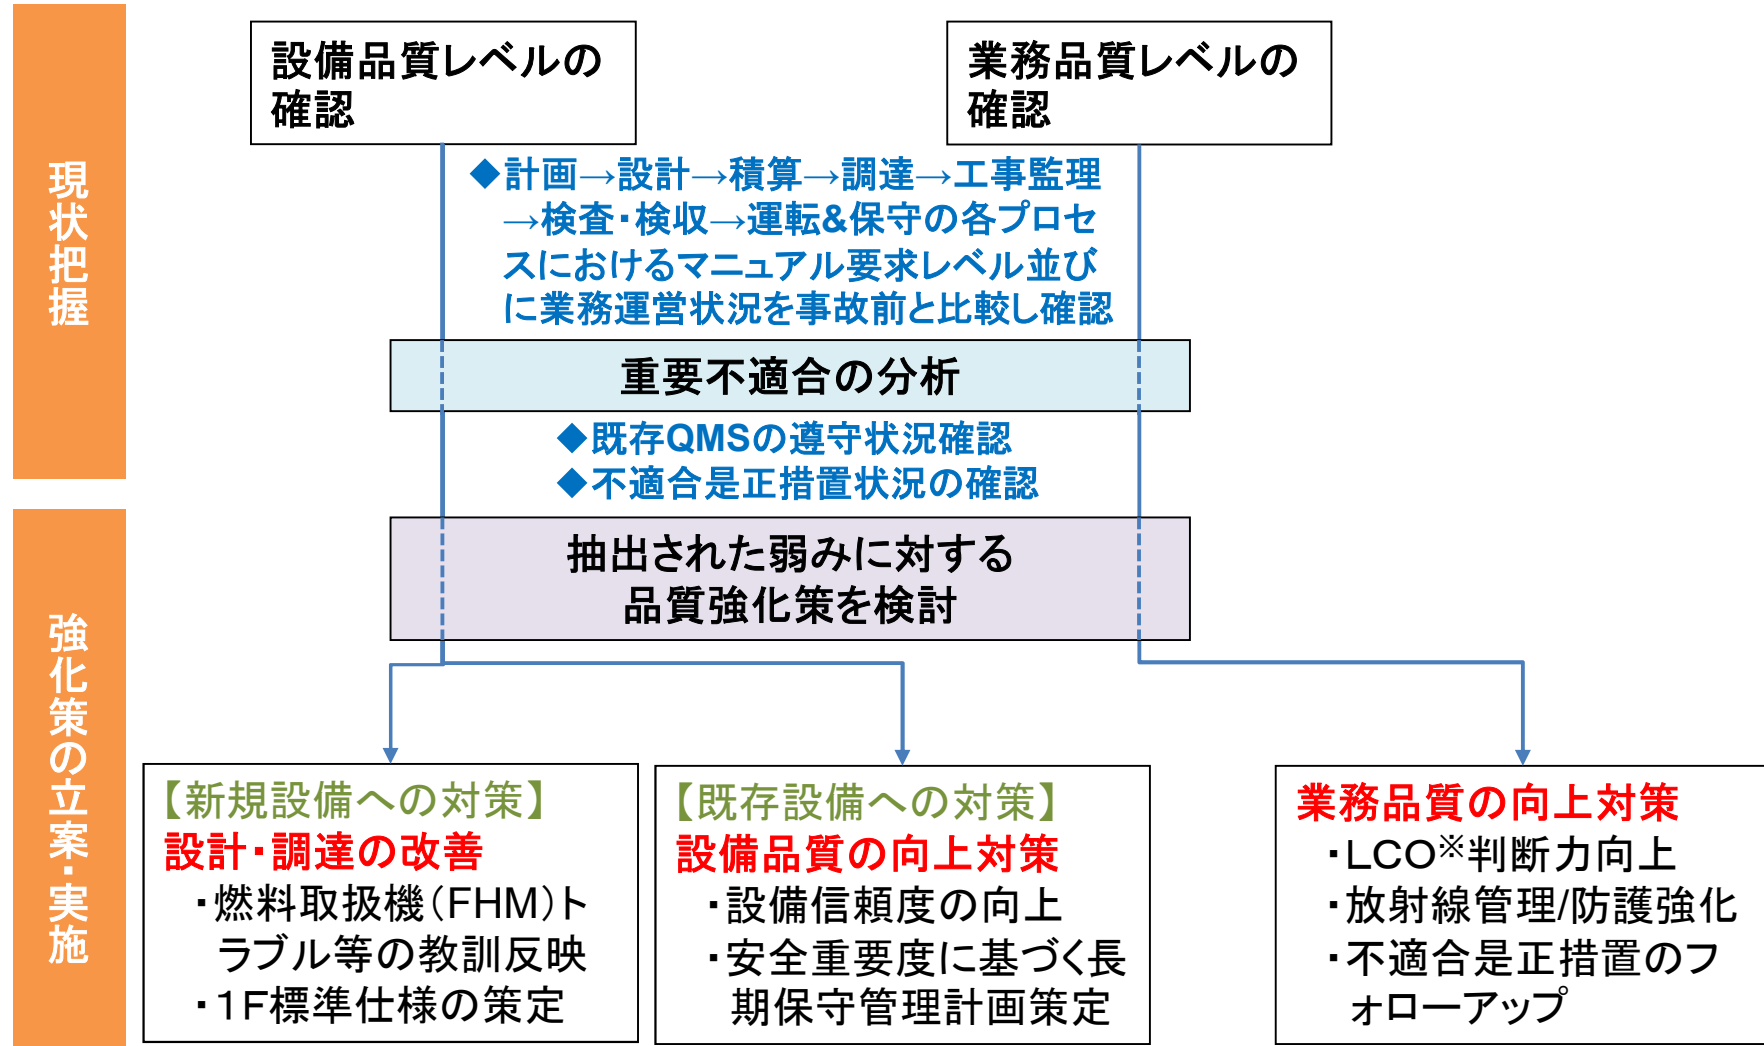 現状把握
設備品質レベルの
確認
業務品質レベルの
確認
◆計画→設計→積算→調達→工事監理
→検査・検収→運転&保守の各プロセ
スにおけるマニュアル要求レベル並び
に業務運営状況を事故前と比較し確認
重要不適合の分析
◆既存QMSの遵守状況確認
◆不適合是正措置状況の確認
強化策の立案・実施
抽出された弱みに対する
品質強化策を検討
【新規設備への対策】
設計・調達の改善
・燃料取扱機（FHM）ト
ラブル等の教訓反映
・1F標準仕様の策定
【既存設備への対策】
設備品質の向上対策
・設備信頼度の向上
・安全重要度に基づく長
期保守管理計画策定
業務品質の向上対策
・LCO※判断力向上
・放射線管理/防護強化
・不適合是正措置のフ
ォローアップ